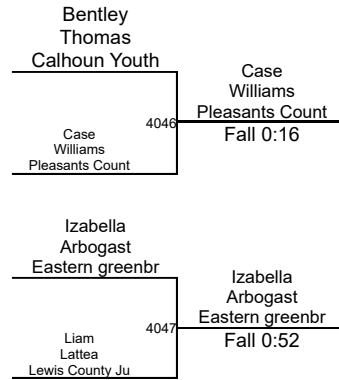 Bentley
Thomas
Calhoun Youth
Case
Williams
Pleasants Count
4046
Case
Williams
Pleasants Count
Fall 0:16
Izabella
Arbogast
Eastern greenbr
Izabella
Arbogast
Eastern greenbr
4047
Liam
Lattea
Lewis County Ju
Fall 0:52